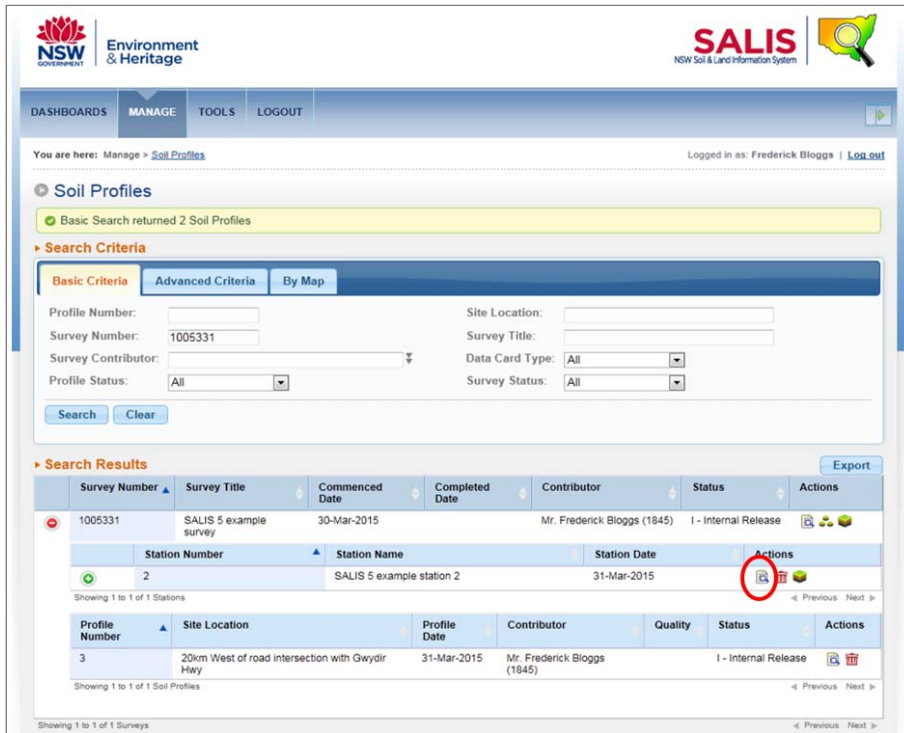 NSW
GOVERNMENT
Environment
& Heritage
SALIS
NSW Soil & Land Information System
DASHBOARDS MANAGE TOOLS LOGOUT
You are here: Manage > Soil Profiles Logged in as: Frederick Bloggs | Log out
Soil Profiles
Basic Search returned 2 Soil Profiles
Search Criteria
Basic Criteria Advanced Criteria By Map
Profile Number: Site Location:
Survey Number: 1005331 Survey Title:
Survey Contributor: Data Card Type: All
Profile Status: All Survey Status: All
Search Clear
Search Results Export
Survey Number Survey Title Commenced Date Completed Date Contributor Status Actions
1005331 SALIS 5 example survey 30-Mar-2015 Mr. Frederick Bloggs (1845) I - Internal Release
Station Number Station Name Station Date Actions
2 SALIS 5 example station 2 31-Mar-2015
Showing 1 to 1 of 1 Stations Previous Next
Profile Number Site Location Profile Date Contributor Quality Status Actions
3 20km West of road intersection with Gwydir Hwy 31-Mar-2015 Mr. Frederick Bloggs (1845) I - Internal Release
Showing 1 to 1 of 1 Soil Profiles Previous Next
Showing 1 to 1 of 1 Surveys Previous Next